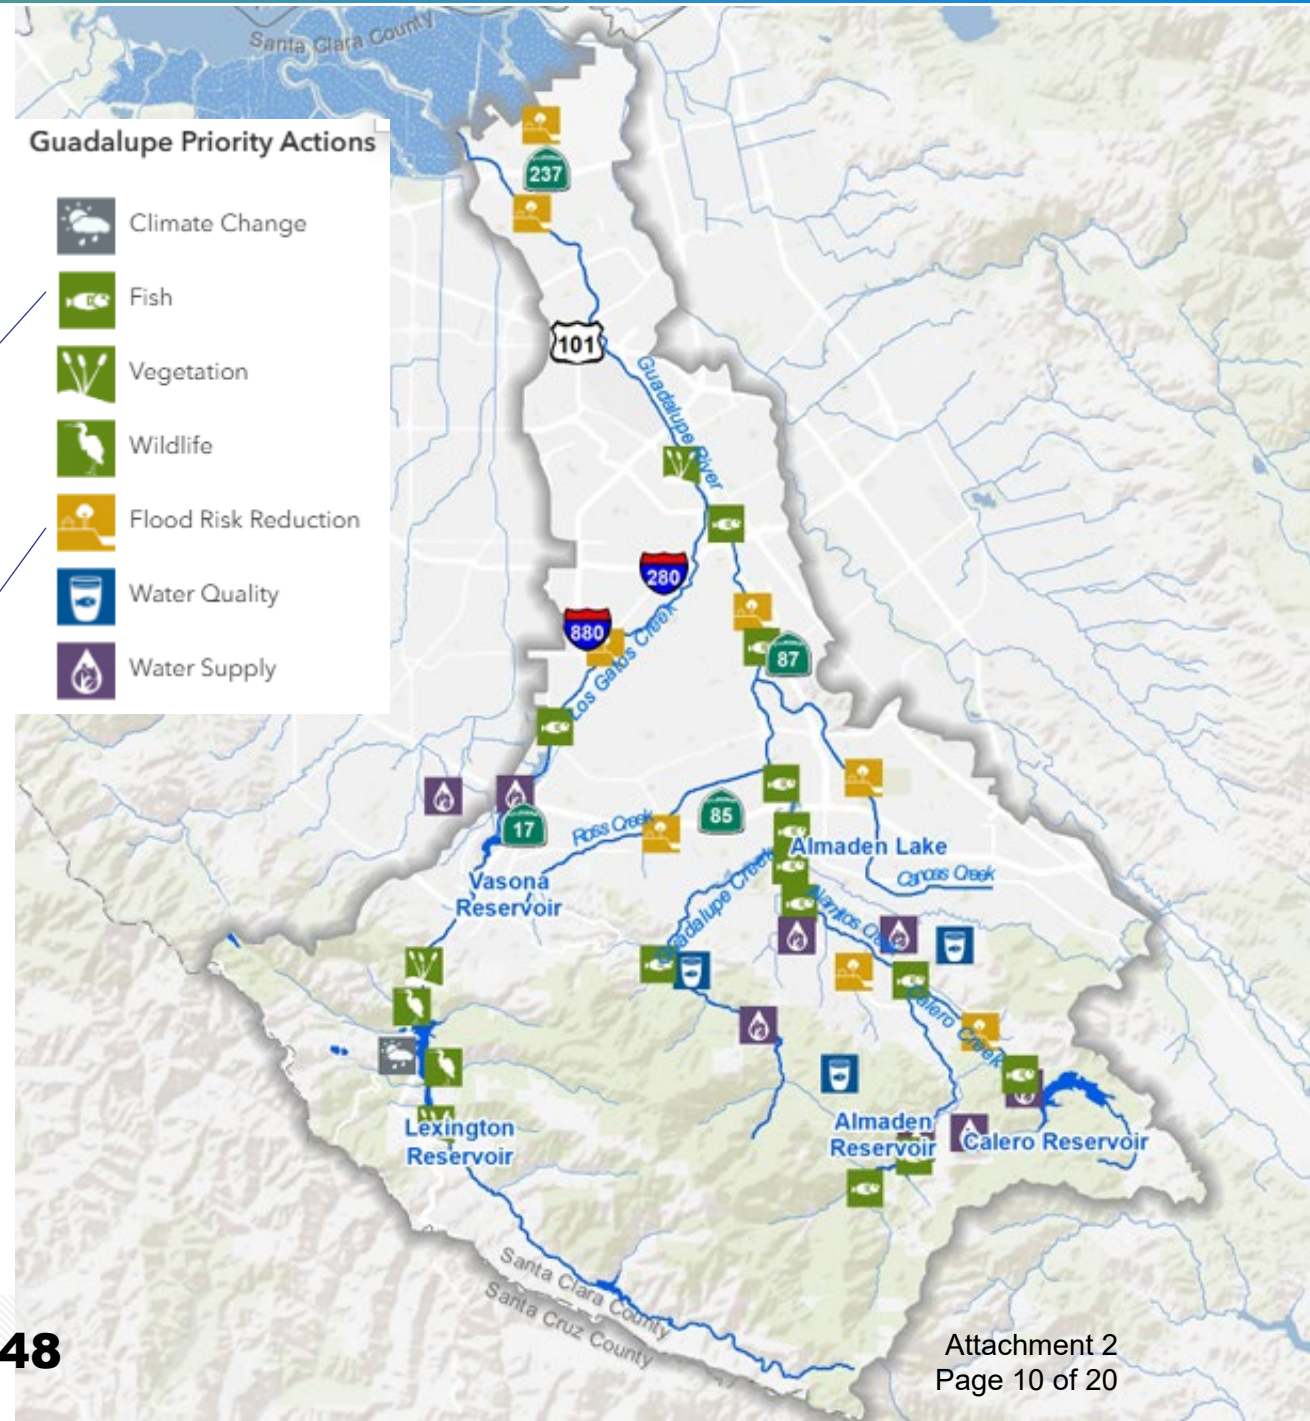 Santa Clara County
Guadalupe Priority Actions
Climate Change
Fish
Vegetation
Wildlife
Flood Risk Reduction
Water Quality
Water Supply
237
101
Guadalupe River
280
880
Los Gatos Creek
87
17
Ross Creek
85
Almaden Lake
Canoas Creek
Vasona
Reservoir
Guadalupe Creek
Alamitos Creek
Calero Creek
Lexington
Reservoir
Almaden
Reservoir
Calero Reservoir
Santa Clara County
Santa Cruz County
48
Attachment 2
Page 10 of 20